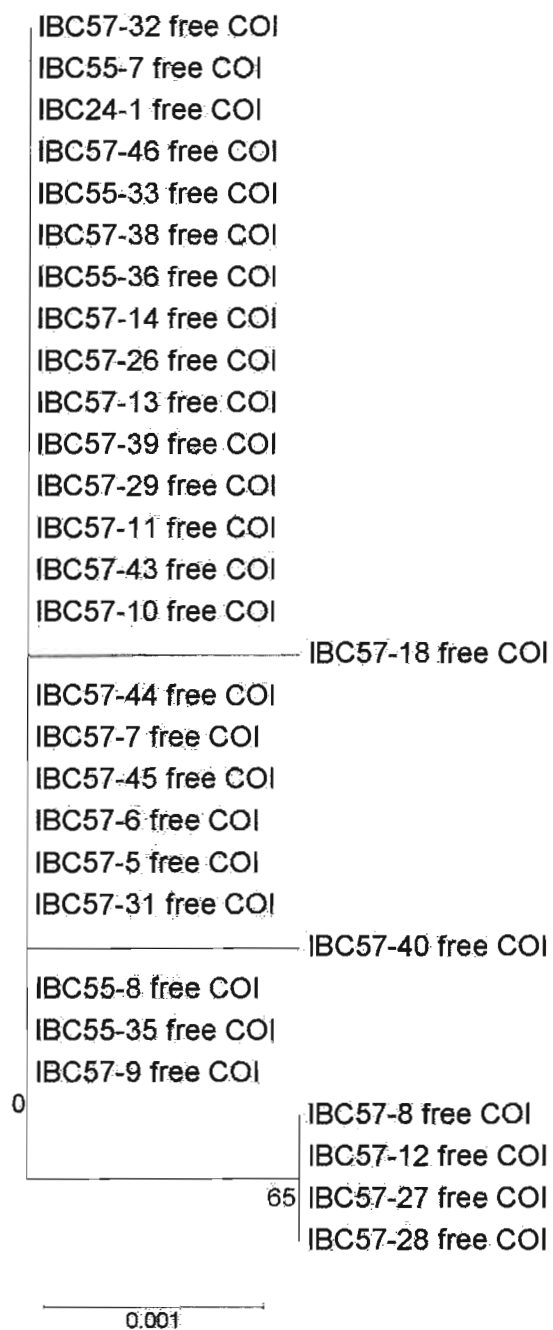 IBC57-32 free COI
IBC55-7 free COI
IBC24-1 free COI
IBC57-46 free COI
IBC55-33 free COI
IBC57-38 free COI
IBC55-36 free COI
IBC57-14 free COI
IBC57-26 free COI
IBC57-13 free COI
IBC57-39 free COI
IBC57-29 free COI
IBC57-11 free COI
IBC57-43 free COI
IBC57-10 free COI
IBC57-18 free COI
IBC57-44 free COI
IBC57-7 free COI
IBC57-45 free COI
IBC57-6 free COI
IBC57-5 free COI
IBC57-31 free COI
IBC57-40 free COI
IBC55-8 free COI
IBC55-35 free COI
IBC57-9 free COI
0
IBC57-8 free COI
IBC57-12 free COI
65 IBC57-27 free COI
IBC57-28 free COI
0.001